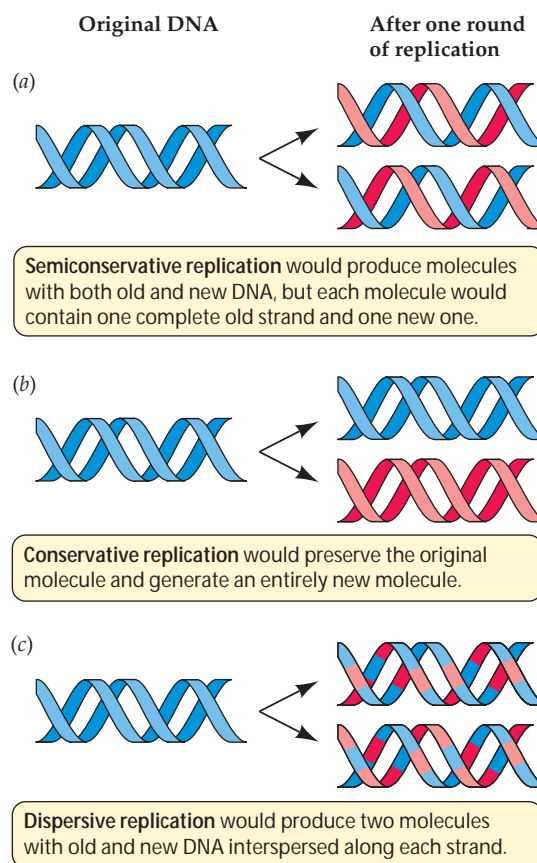 Original DNA
After one round
of replication
(a)
Semiconservative replication would produce molecules
with both old and new DNA, but each molecule would
contain one complete old strand and one new one.
(b)
Conservative replication would preserve the original
molecule and generate an entirely new molecule.
(c)
Dispersive replication would produce two molecules
with old and new DNA interspersed along each strand.